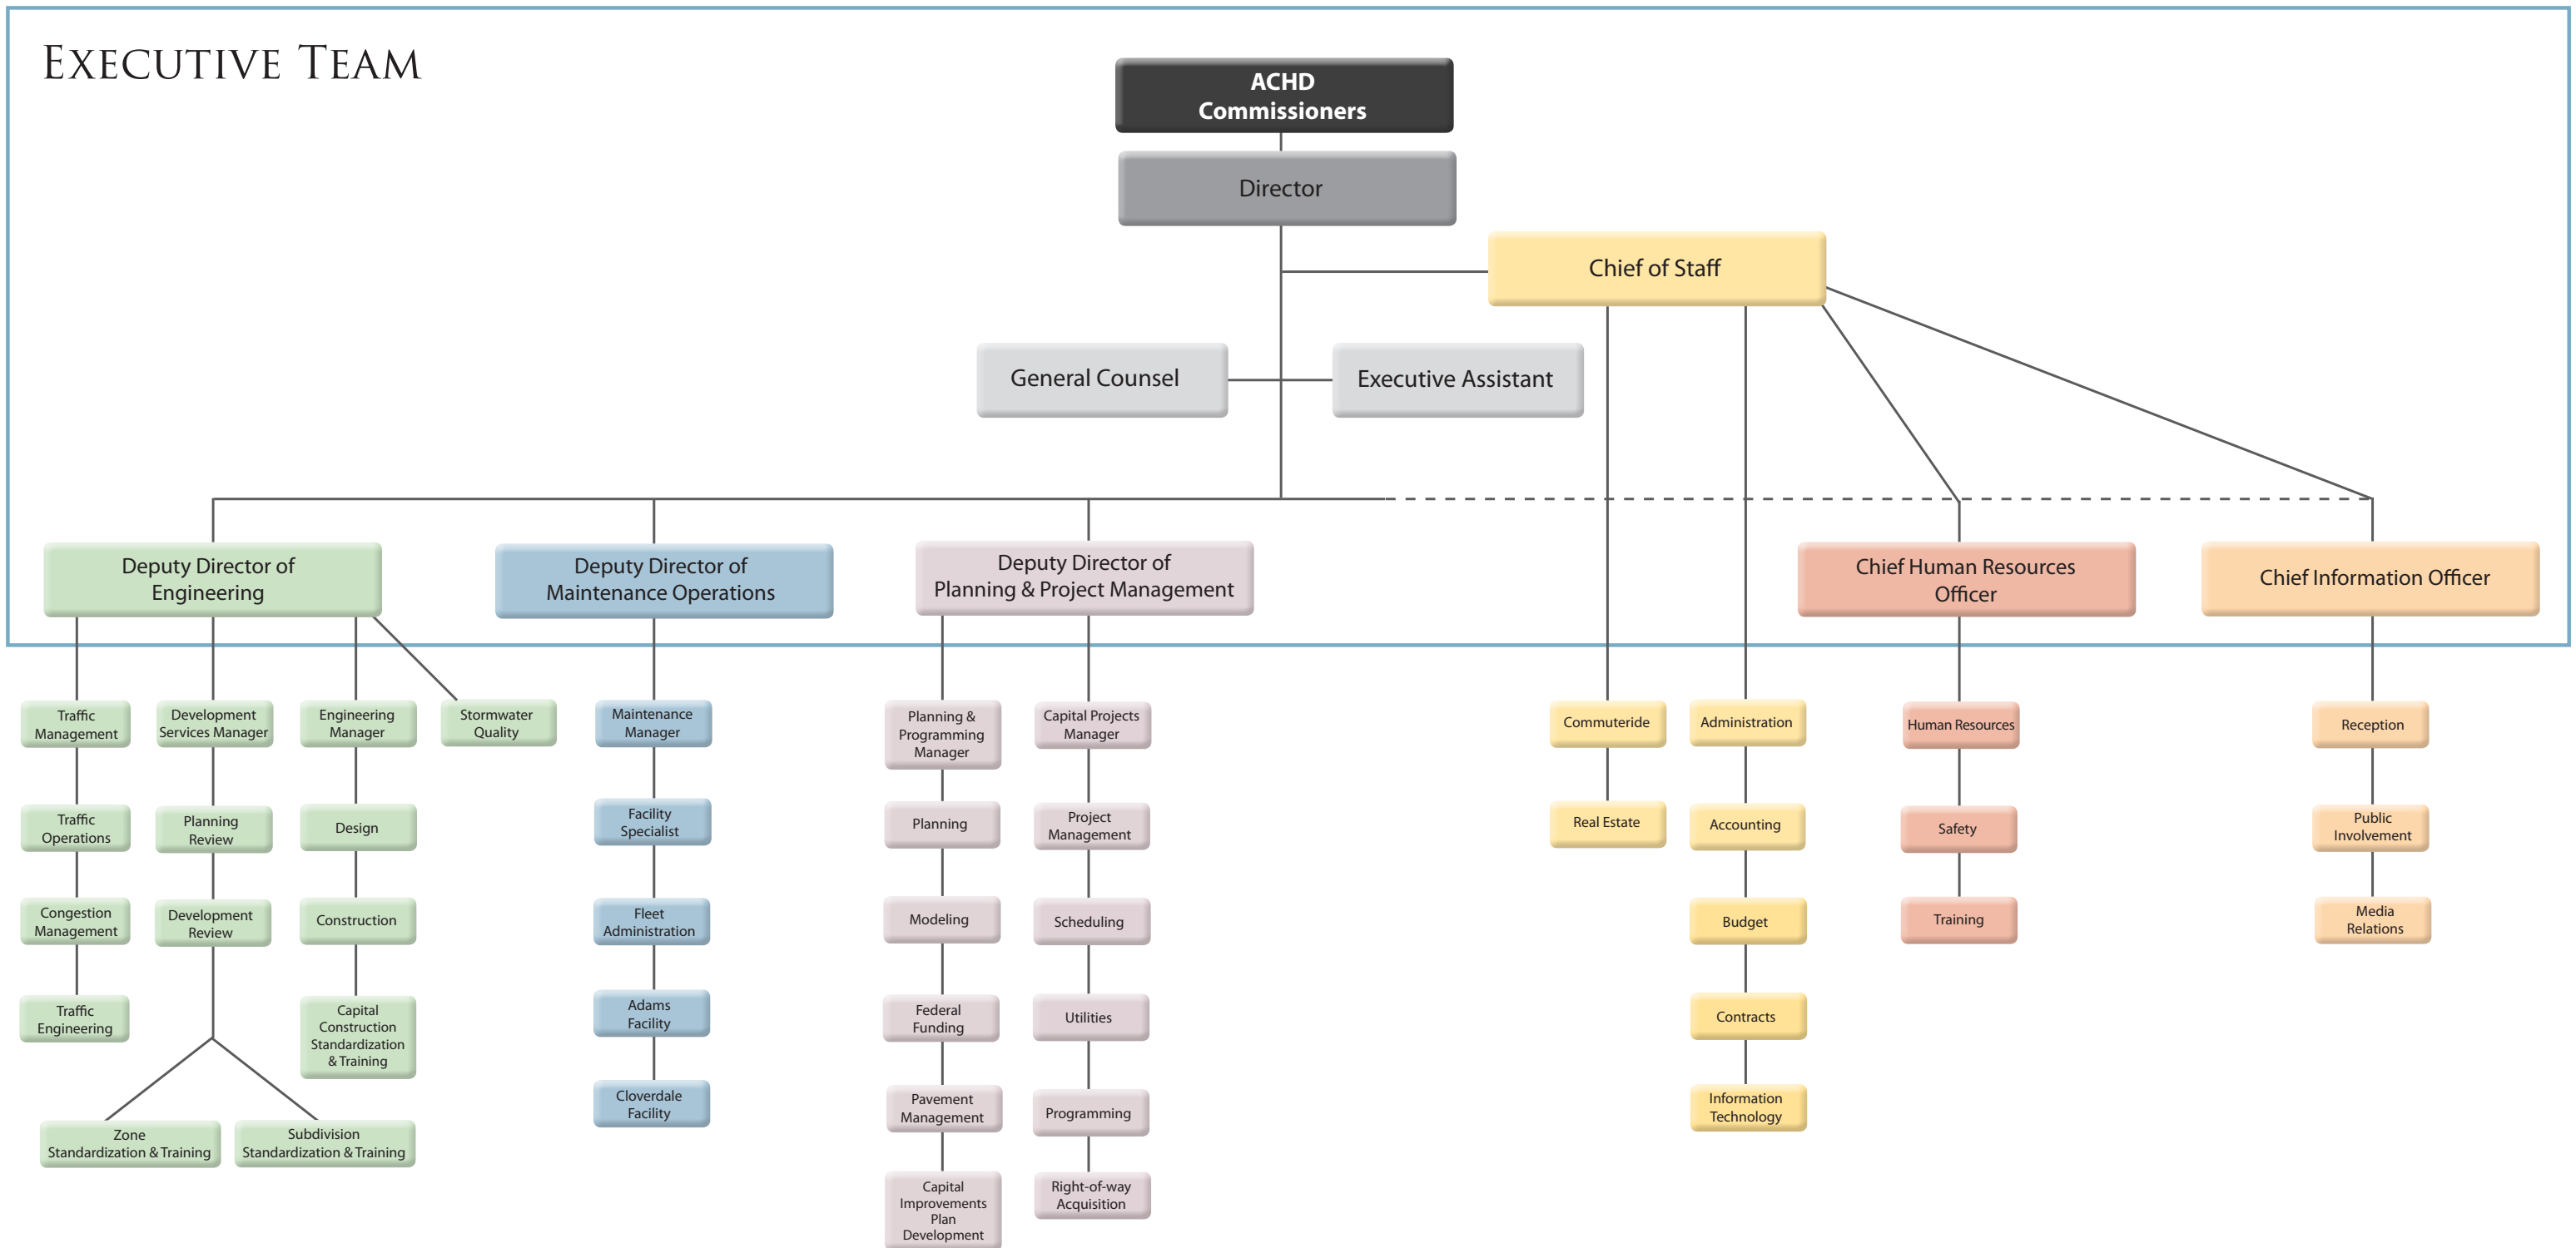 EXECUTIVE TEAM
ACHD
Commissioners
Director
Chief of Staff
General Counsel
Executive Assistant
Deputy Director of
Engineering
Deputy Director of
Maintenance Operations
Deputy Director of
Planning & Project Management
Chief Human Resources
Officer
Chief Information Officer
Traffic
Management
Traffic
Operations
Congestion
Management
Traffic
Engineering
Development
Services Manager
Planning
Review
Development
Review
Zone
Standardization & Training
Subdivision
Standardization & Training
Engineering
Manager
Design
Construction
Capital
Construction
Standardization
& Training
Stormwater
Quality
Maintenance
Manager
Facility
Specialist
Fleet
Administration
Adams
Facility
Cloverdale
Facility
Planning &
Programming
Manager
Planning
Modeling
Federal
Funding
Pavement
Management
Capital
Improvements
Plan
Development
Capital Projects
Manager
Project
Management
Scheduling
Utilities
Programming
Right-of-way
Acquisition
Commuteride
Real Estate
Administration
Accounting
Budget
Contracts
Information
Technology
Human Resources
Safety
Training
Reception
Public
Involvement
Media
Relations